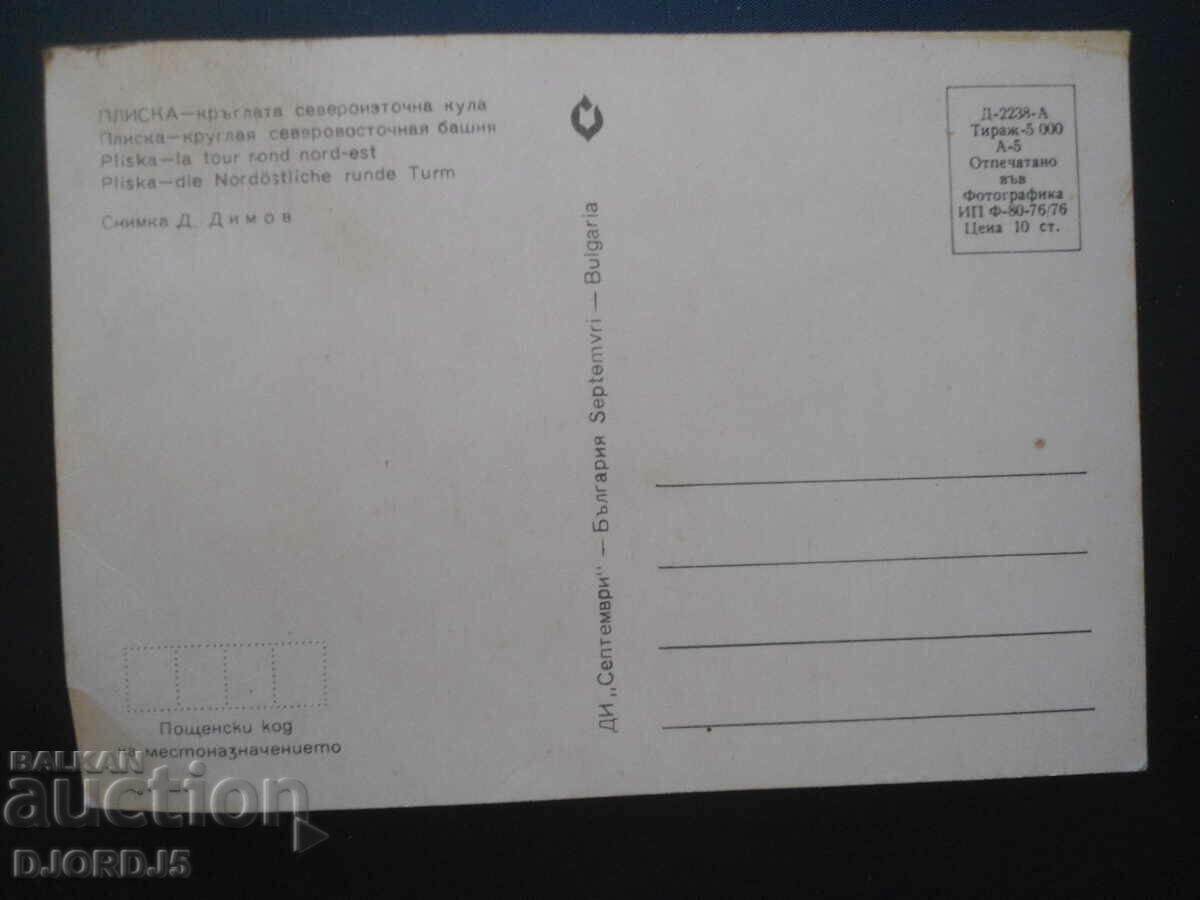 ПЛИСКА—кръглата североизточна кула
Плиска—круглая северовосточная башня
Pliska—la tour rond nord-est
Pliska—die Nordöstliche runde Turm
Снимка Д. Димов
ДИ „Септември" — България Septemvri — Bulgaria
Д-2238-А
Тираж-5 000
А-5
Отпечатано
във
Фотографика
ИП Ф-80-76/76
Цена 10 ст.
Пощенски код
на местоназначението
BALKAN
auction
DJORDJ5